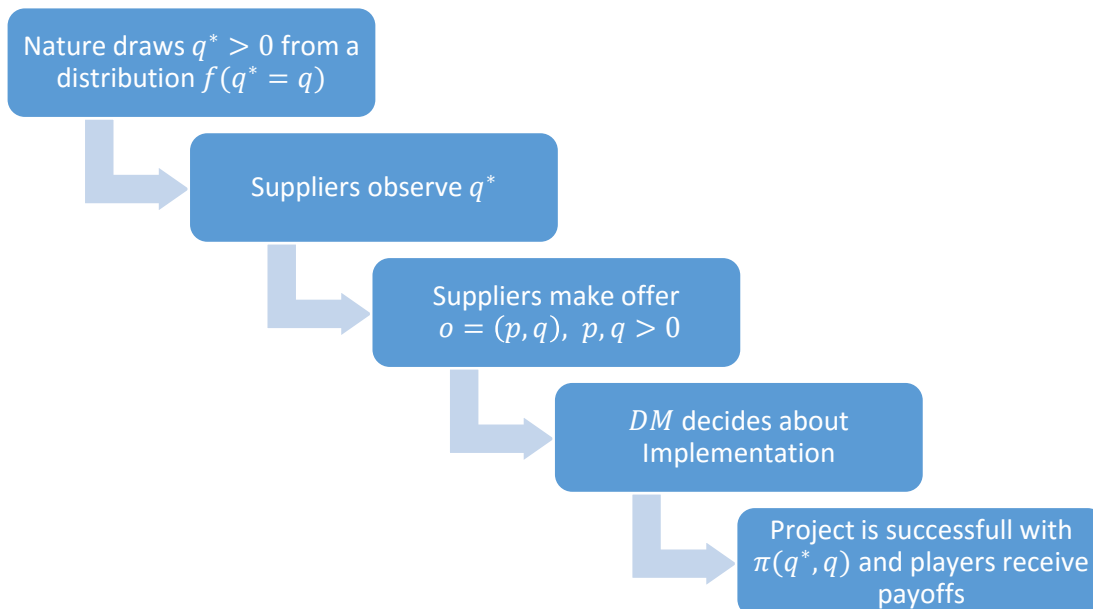 Nature draws q* > 0 from a
distribution f(q* = q)
Suppliers observe q*
Suppliers make offer
o = (p, q), p, q > 0
DM decides about
Implementation
Project is successfull with
π(q*, q) and players receive
payoffs